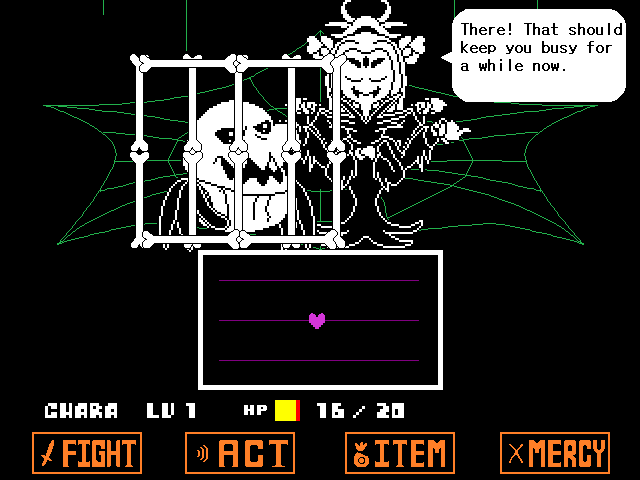 There! That should
keep you busy for
a while now.
CHARA LV 1 HP 16 / 20
FIGHT ACT ITEM MERCY